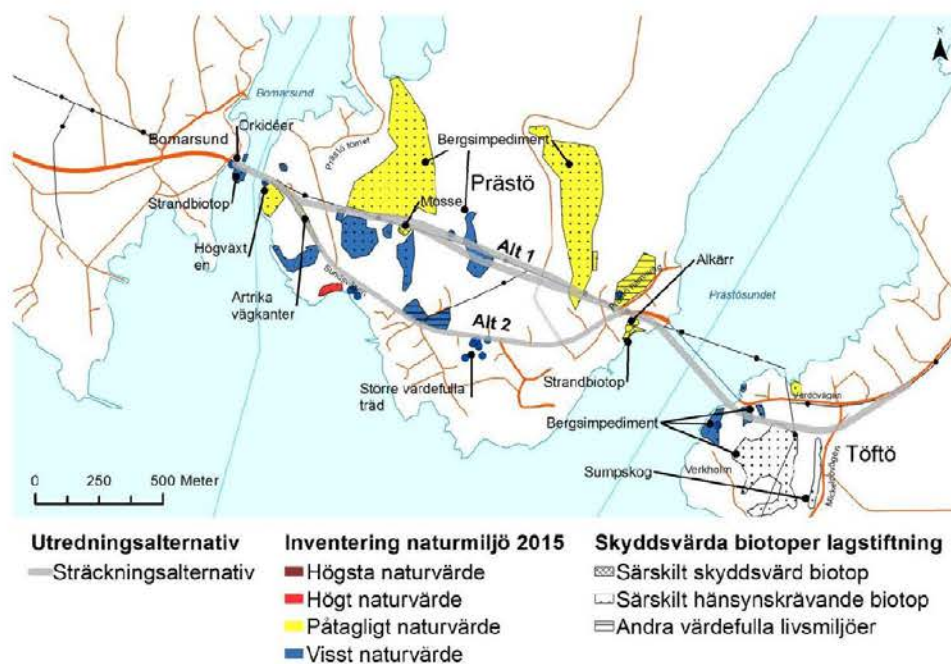 N
Bomarsund
Orkidéer
Bomarsund
Prästö tornet
Bergsimpediment
Prästö
Strandbiotop
Mosse
Högväxt
en
Alt 1
Alkärr
Artrika
vägkanter
Prästösundet
Alt 2
Strandbiotop
Större värdefulla
träd
Vårdövägen
Bergsimpediment
Töftö
Sumpskog
Verkholm
0 250 500 Meter
Utredningsalternativ
Sträckningsalternativ
Inventering naturmiljö 2015
Högsta naturvärde
Högt naturvärde
Påtagligt naturvärde
Visst naturvärde
Skyddsvärda biotoper lagstiftning
Särskilt skyddsvärd biotop
Särskilt hänsynskrävande biotop
Andra värdefulla livsmiljöer